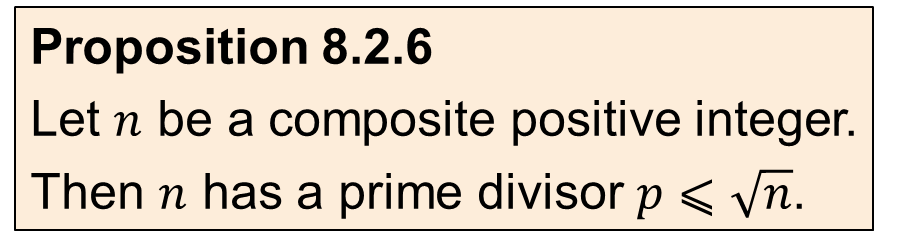 Proposition 8.2.6
Let n be a composite positive integer.
Then n has a prime divisor p ⩽ √n.